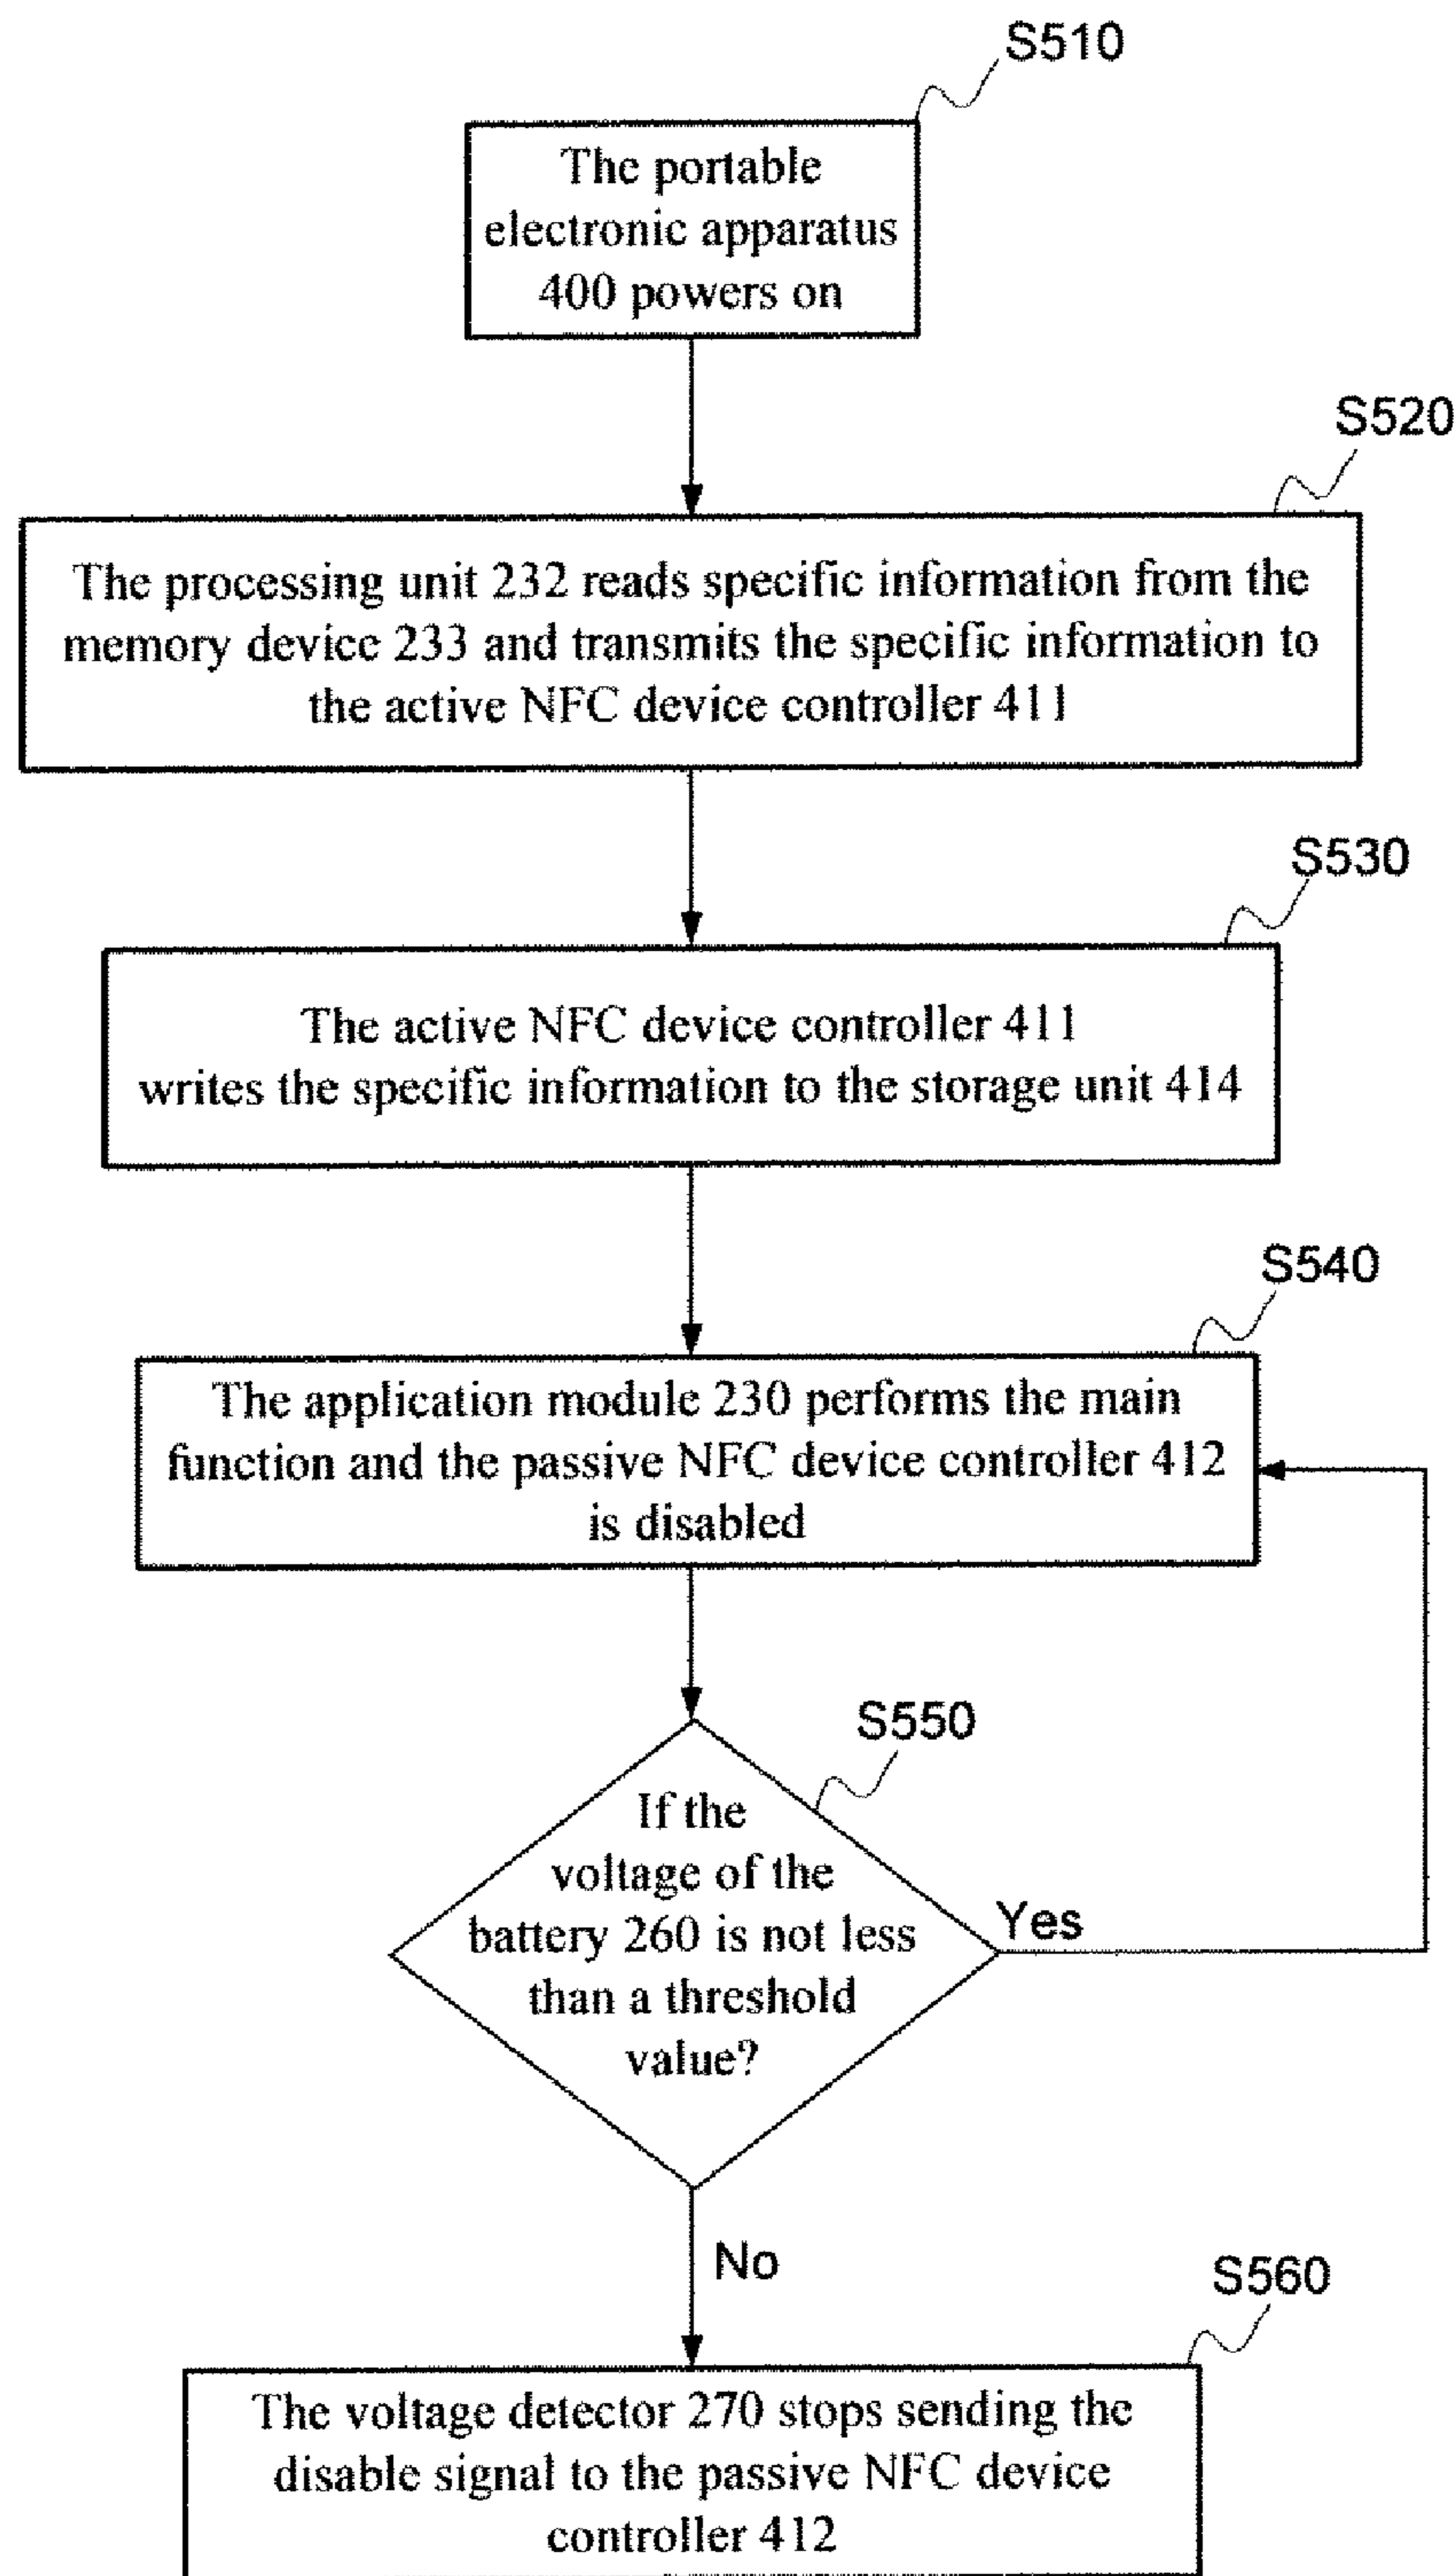 S510
The portable
electronic apparatus
400 powers on
S520
The processing unit 232 reads specific information from the
memory device 233 and transmits the specific information to
the active NFC device controller 411
S530
The active NFC device controller 411
writes the specific information to the storage unit 414
S540
The application module 230 performs the main
function and the passive NFC device controller 412
is disabled
S550
If the
voltage of the
battery 260 is not less
than a threshold
value?
Yes
No
S560
The voltage detector 270 stops sending the
disable signal to the passive NFC device
controller 412